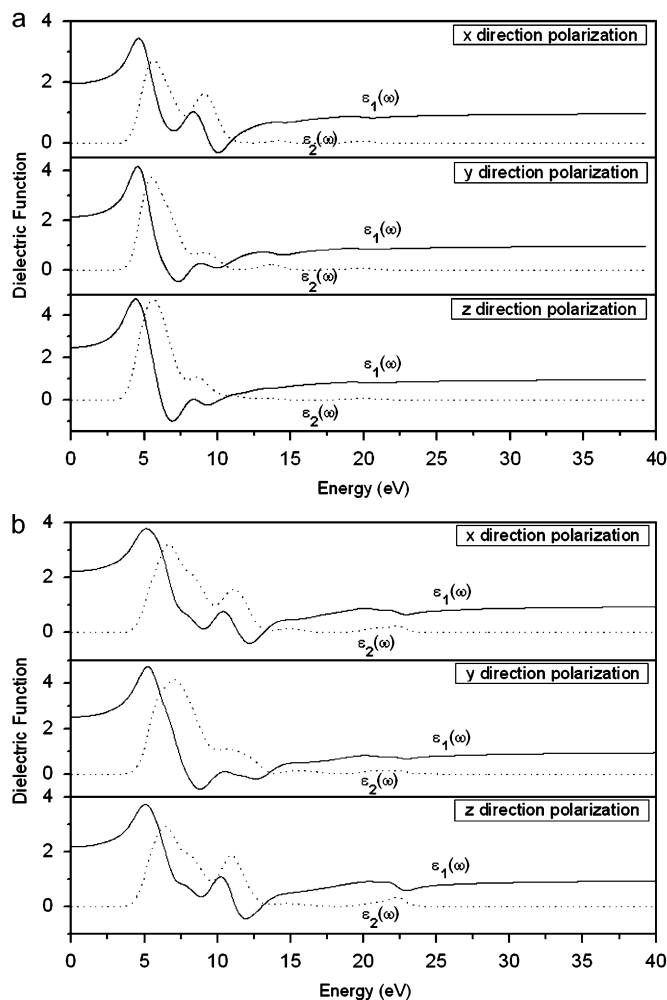 a
x direction polarization
4
2
0
ε1(ω)
ε2(ω)
y direction polarization
4
2
0
ε1(ω)
ε2(ω)
z direction polarization
4
2
0
ε1(ω)
ε2(ω)
Dielectric Function
0 5 10 15 20 25 30 35 40
Energy (eV)
b
x direction polarization
4
2
0
ε1(ω)
ε2(ω)
y direction polarization
4
2
0
ε1(ω)
ε2(ω)
z direction polarization
4
2
0
ε1(ω)
ε2(ω)
Dielectric Function
0 5 10 15 20 25 30 35 40
Energy (eV)